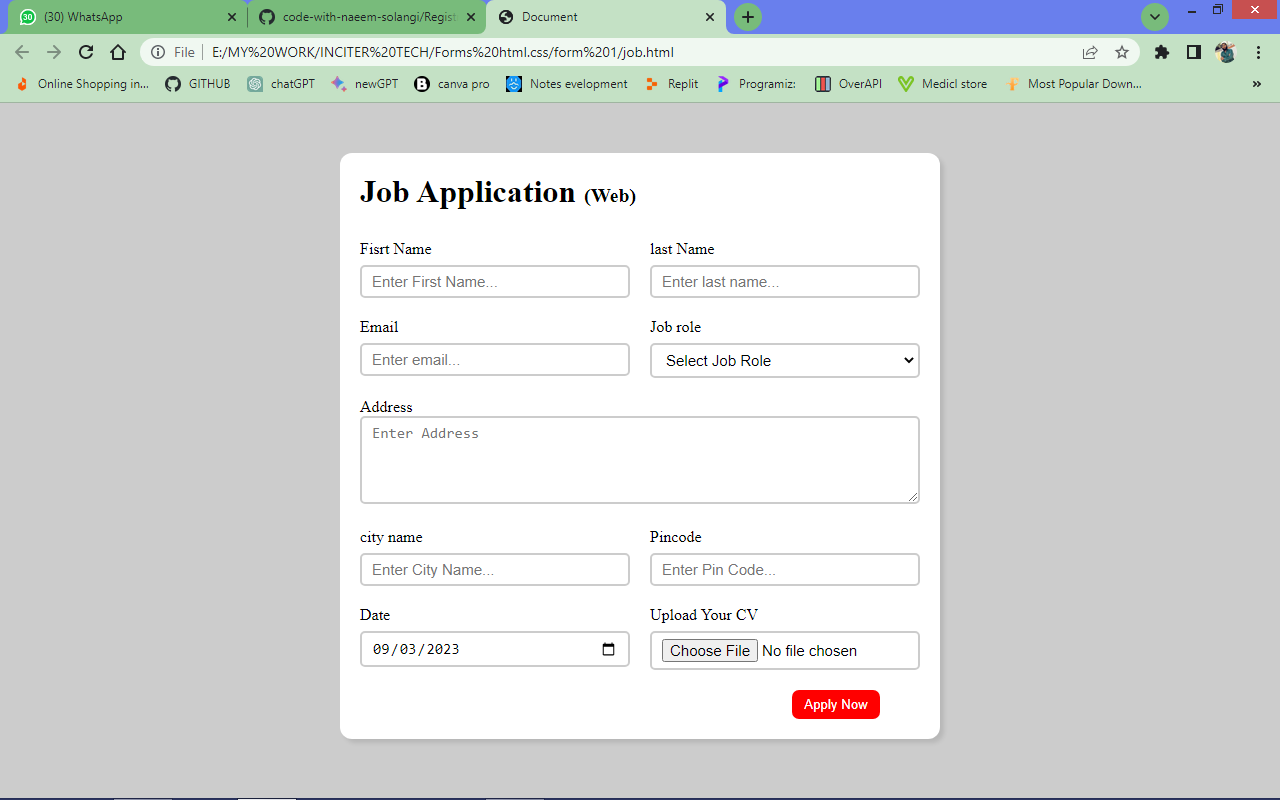 30 (30) WhatsApp
code-with-naeem-solangi/Regist
Document
File E:/MY%20WORK/INCITER%20TECH/Forms%20html.css/form%201/job.html
Online Shopping in... GITHUB chatGPT newGPT canva pro Notes evelopment Replit Programiz: OverAPI Medicl store Most Popular Down... »
Job Application (Web)
Fisrt Name last Name
Enter First Name... Enter last name...
Email Job role
Enter email... Select Job Role
Address
Enter Address
city name Pincode
Enter City Name... Enter Pin Code...
Date Upload Your CV
09/03/2023 Choose File No file chosen
Apply Now